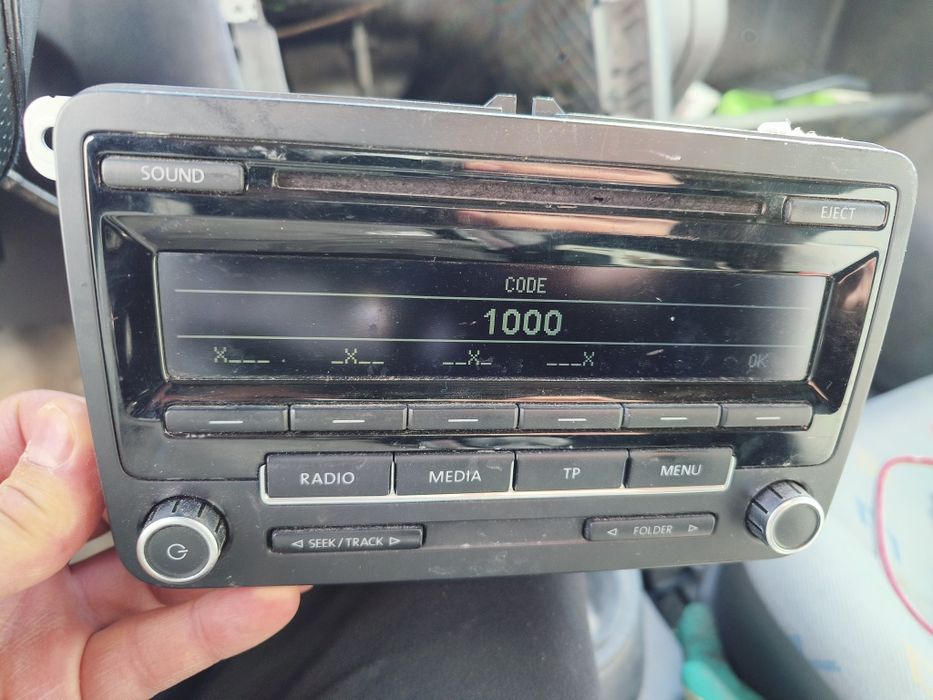 SOUND
EJECT
CODE
1000
X___ _X__ __X_ ___X OK
RADIO MEDIA TP MENU
◁ SEEK / TRACK ▷ ◁ FOLDER ▷